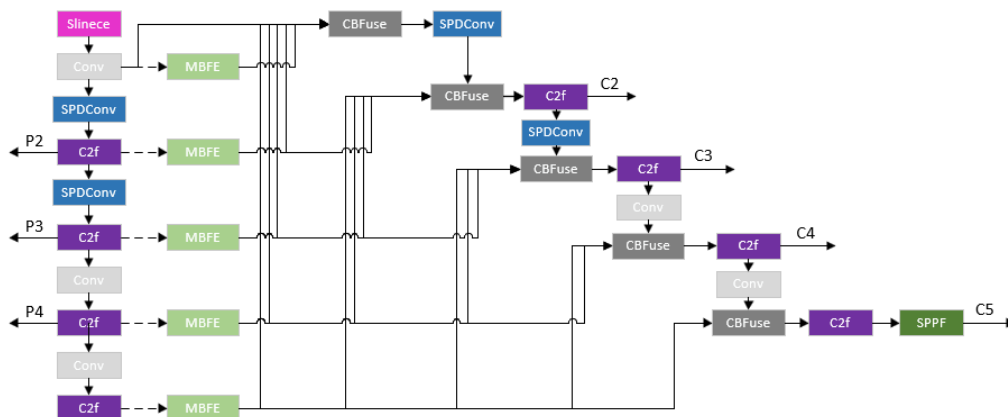 Slinece
CBFuse
SPDConv
Conv
MBFE
CBFuse
C2f
C2
SPDConv
SPDConv
P2
C2f
MBFE
CBFuse
C2f
C3
SPDConv
Conv
P3
C2f
MBFE
CBFuse
C2f
C4
Conv
Conv
P4
C2f
MBFE
CBFuse
C2f
SPPF
C5
Conv
C2f
MBFE